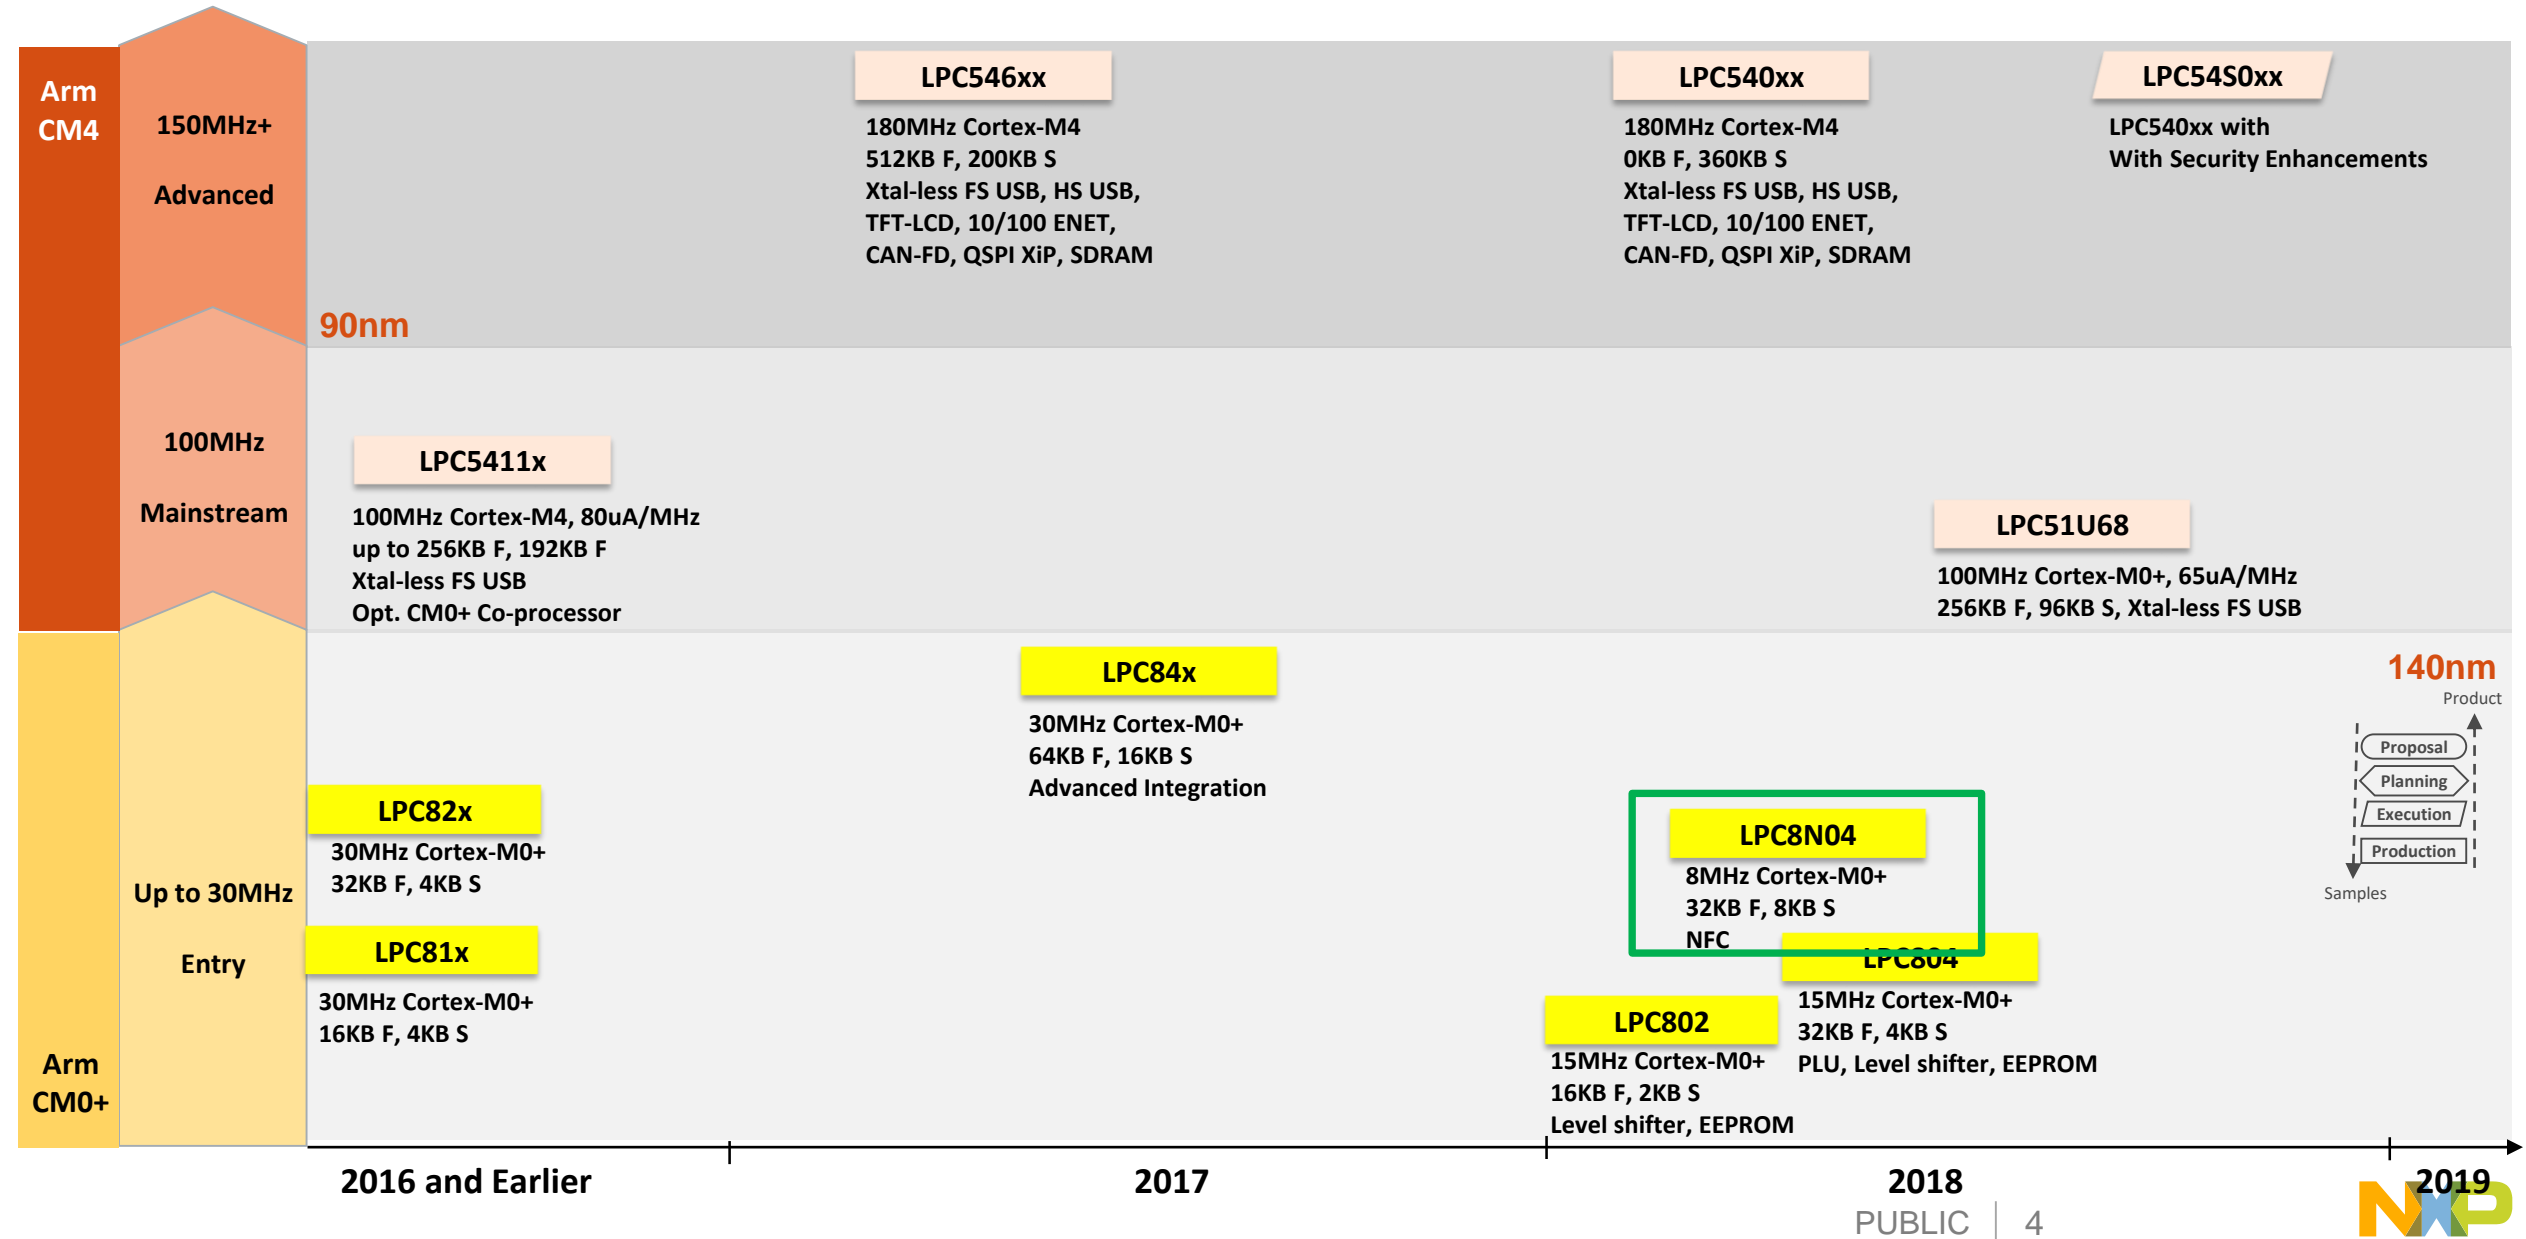 Arm
CM4
150MHz+
Advanced
LPC546xx
180MHz Cortex-M4
512KB F, 200KB S
Xtal-less FS USB, HS USB,
TFT-LCD, 10/100 ENET,
CAN-FD, QSPI XiP, SDRAM
LPC540xx
180MHz Cortex-M4
0KB F, 360KB S
Xtal-less FS USB, HS USB,
TFT-LCD, 10/100 ENET,
CAN-FD, QSPI XiP, SDRAM
LPC54S0xx
LPC540xx with
With Security Enhancements
90nm
100MHz
Mainstream
LPC5411x
100MHz Cortex-M4, 80uA/MHz
up to 256KB F, 192KB F
Xtal-less FS USB
Opt. CM0+ Co-processor
LPC51U68
100MHz Cortex-M0+, 65uA/MHz
256KB F, 96KB S, Xtal-less FS USB
Arm
CM0+
Up to 30MHz
Entry
LPC84x
30MHz Cortex-M0+
64KB F, 16KB S
Advanced Integration
LPC82x
30MHz Cortex-M0+
32KB F, 4KB S
LPC81x
30MHz Cortex-M0+
16KB F, 4KB S
LPC8N04
8MHz Cortex-M0+
32KB F, 8KB S
NFC
LPC804
15MHz Cortex-M0+
32KB F, 4KB S
PLU, Level shifter, EEPROM
LPC802
15MHz Cortex-M0+
16KB F, 2KB S
Level shifter, EEPROM
140nm
Product
Proposal
Planning
Execution
Production
Samples
2016 and Earlier
2017
2018
2019
PUBLIC
4
NXP